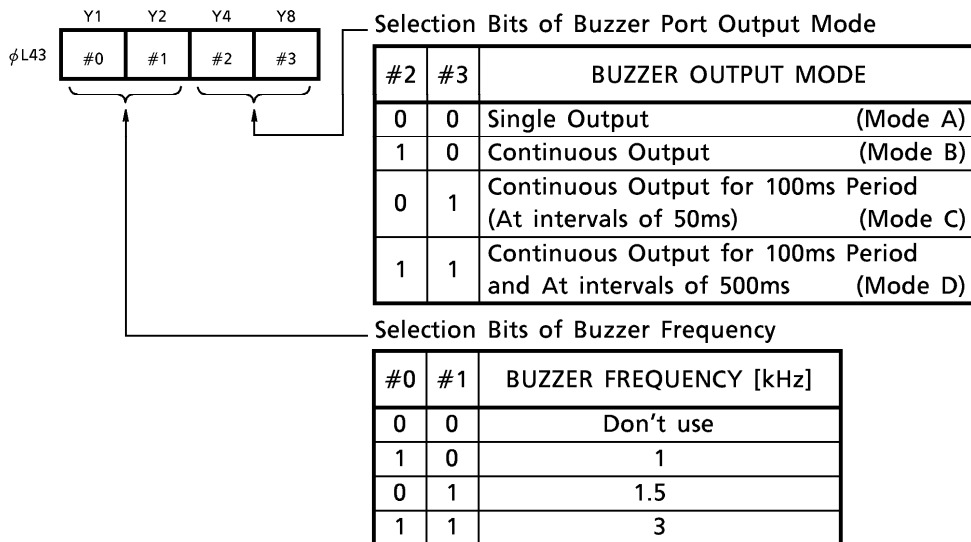 Y1 Y2 Y4 Y8
φL43 #0 #1 #2 #3
Selection Bits of Buzzer Port Output Mode
#2 #3 BUZZER OUTPUT MODE
0 0 Single Output (Mode A)
1 0 Continuous Output (Mode B)
0 1 Continuous Output for 100ms Period
(At intervals of 50ms) (Mode C)
1 1 Continuous Output for 100ms Period
and At intervals of 500ms (Mode D)
Selection Bits of Buzzer Frequency
#0 #1 BUZZER FREQUENCY [kHz]
0 0 Don't use
1 0 1
0 1 1.5
1 1 3